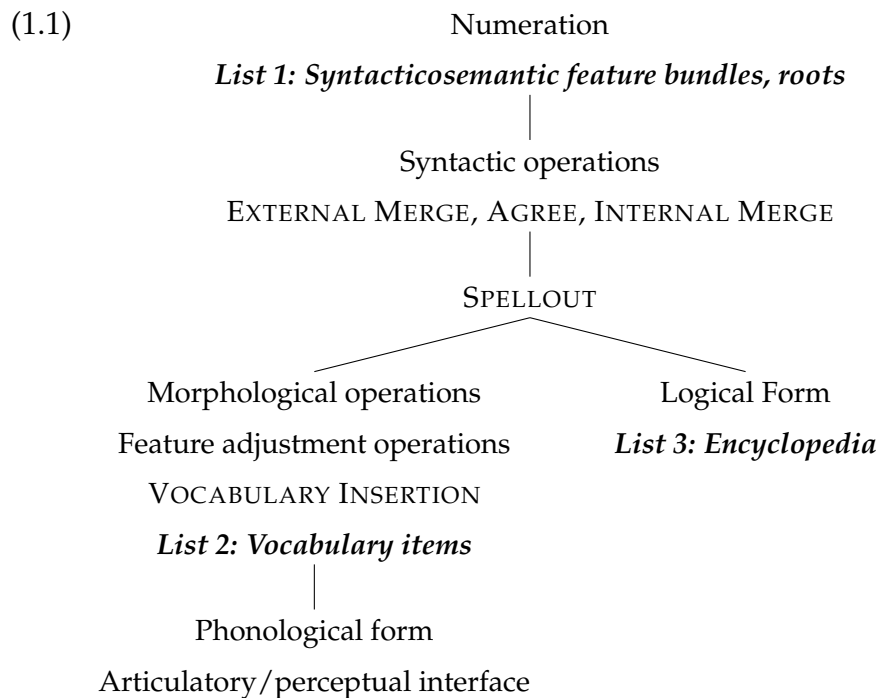 (1.1) Numeration
List 1: Syntacticosemantic feature bundles, roots
Syntactic operations
EXTERNAL MERGE, AGREE, INTERNAL MERGE
SPELLOUT
Morphological operations Logical Form
Feature adjustment operations List 3: Encyclopedia
VOCABULARY INSERTION
List 2: Vocabulary items
Phonological form
Articulatory/perceptual interface